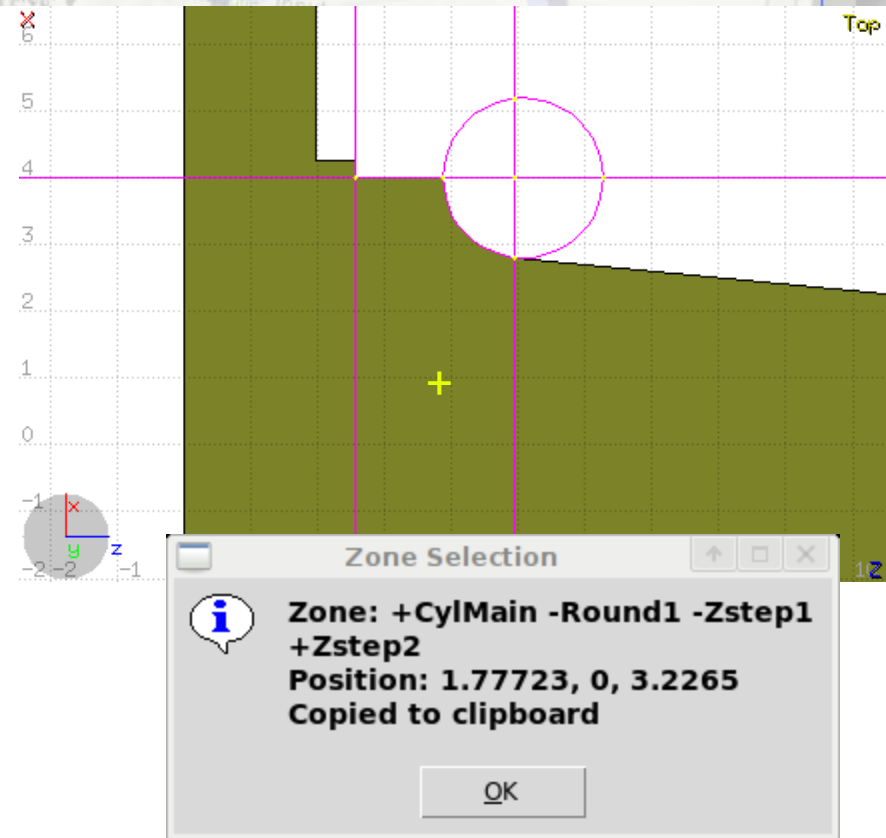 X
Top
6
5
4
3
2
1
0
-1
x
y
z
-2
-2
-1
10
Z
Zone Selection
Zone: +CylMain -Round1 -Zstep1
+Zstep2
Position: 1.77723, 0, 3.2265
Copied to clipboard
OK